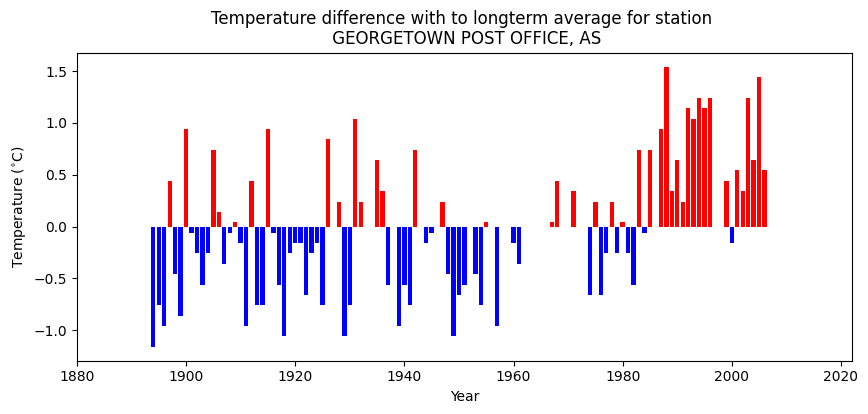 Temperature difference with to longterm average for station
GEORGETOWN POST OFFICE, AS
1.5
1.0
0.5
0.0
−0.5
−1.0
Temperature (°C)
1880 1900 1920 1940 1960 1980 2000 2020
Year